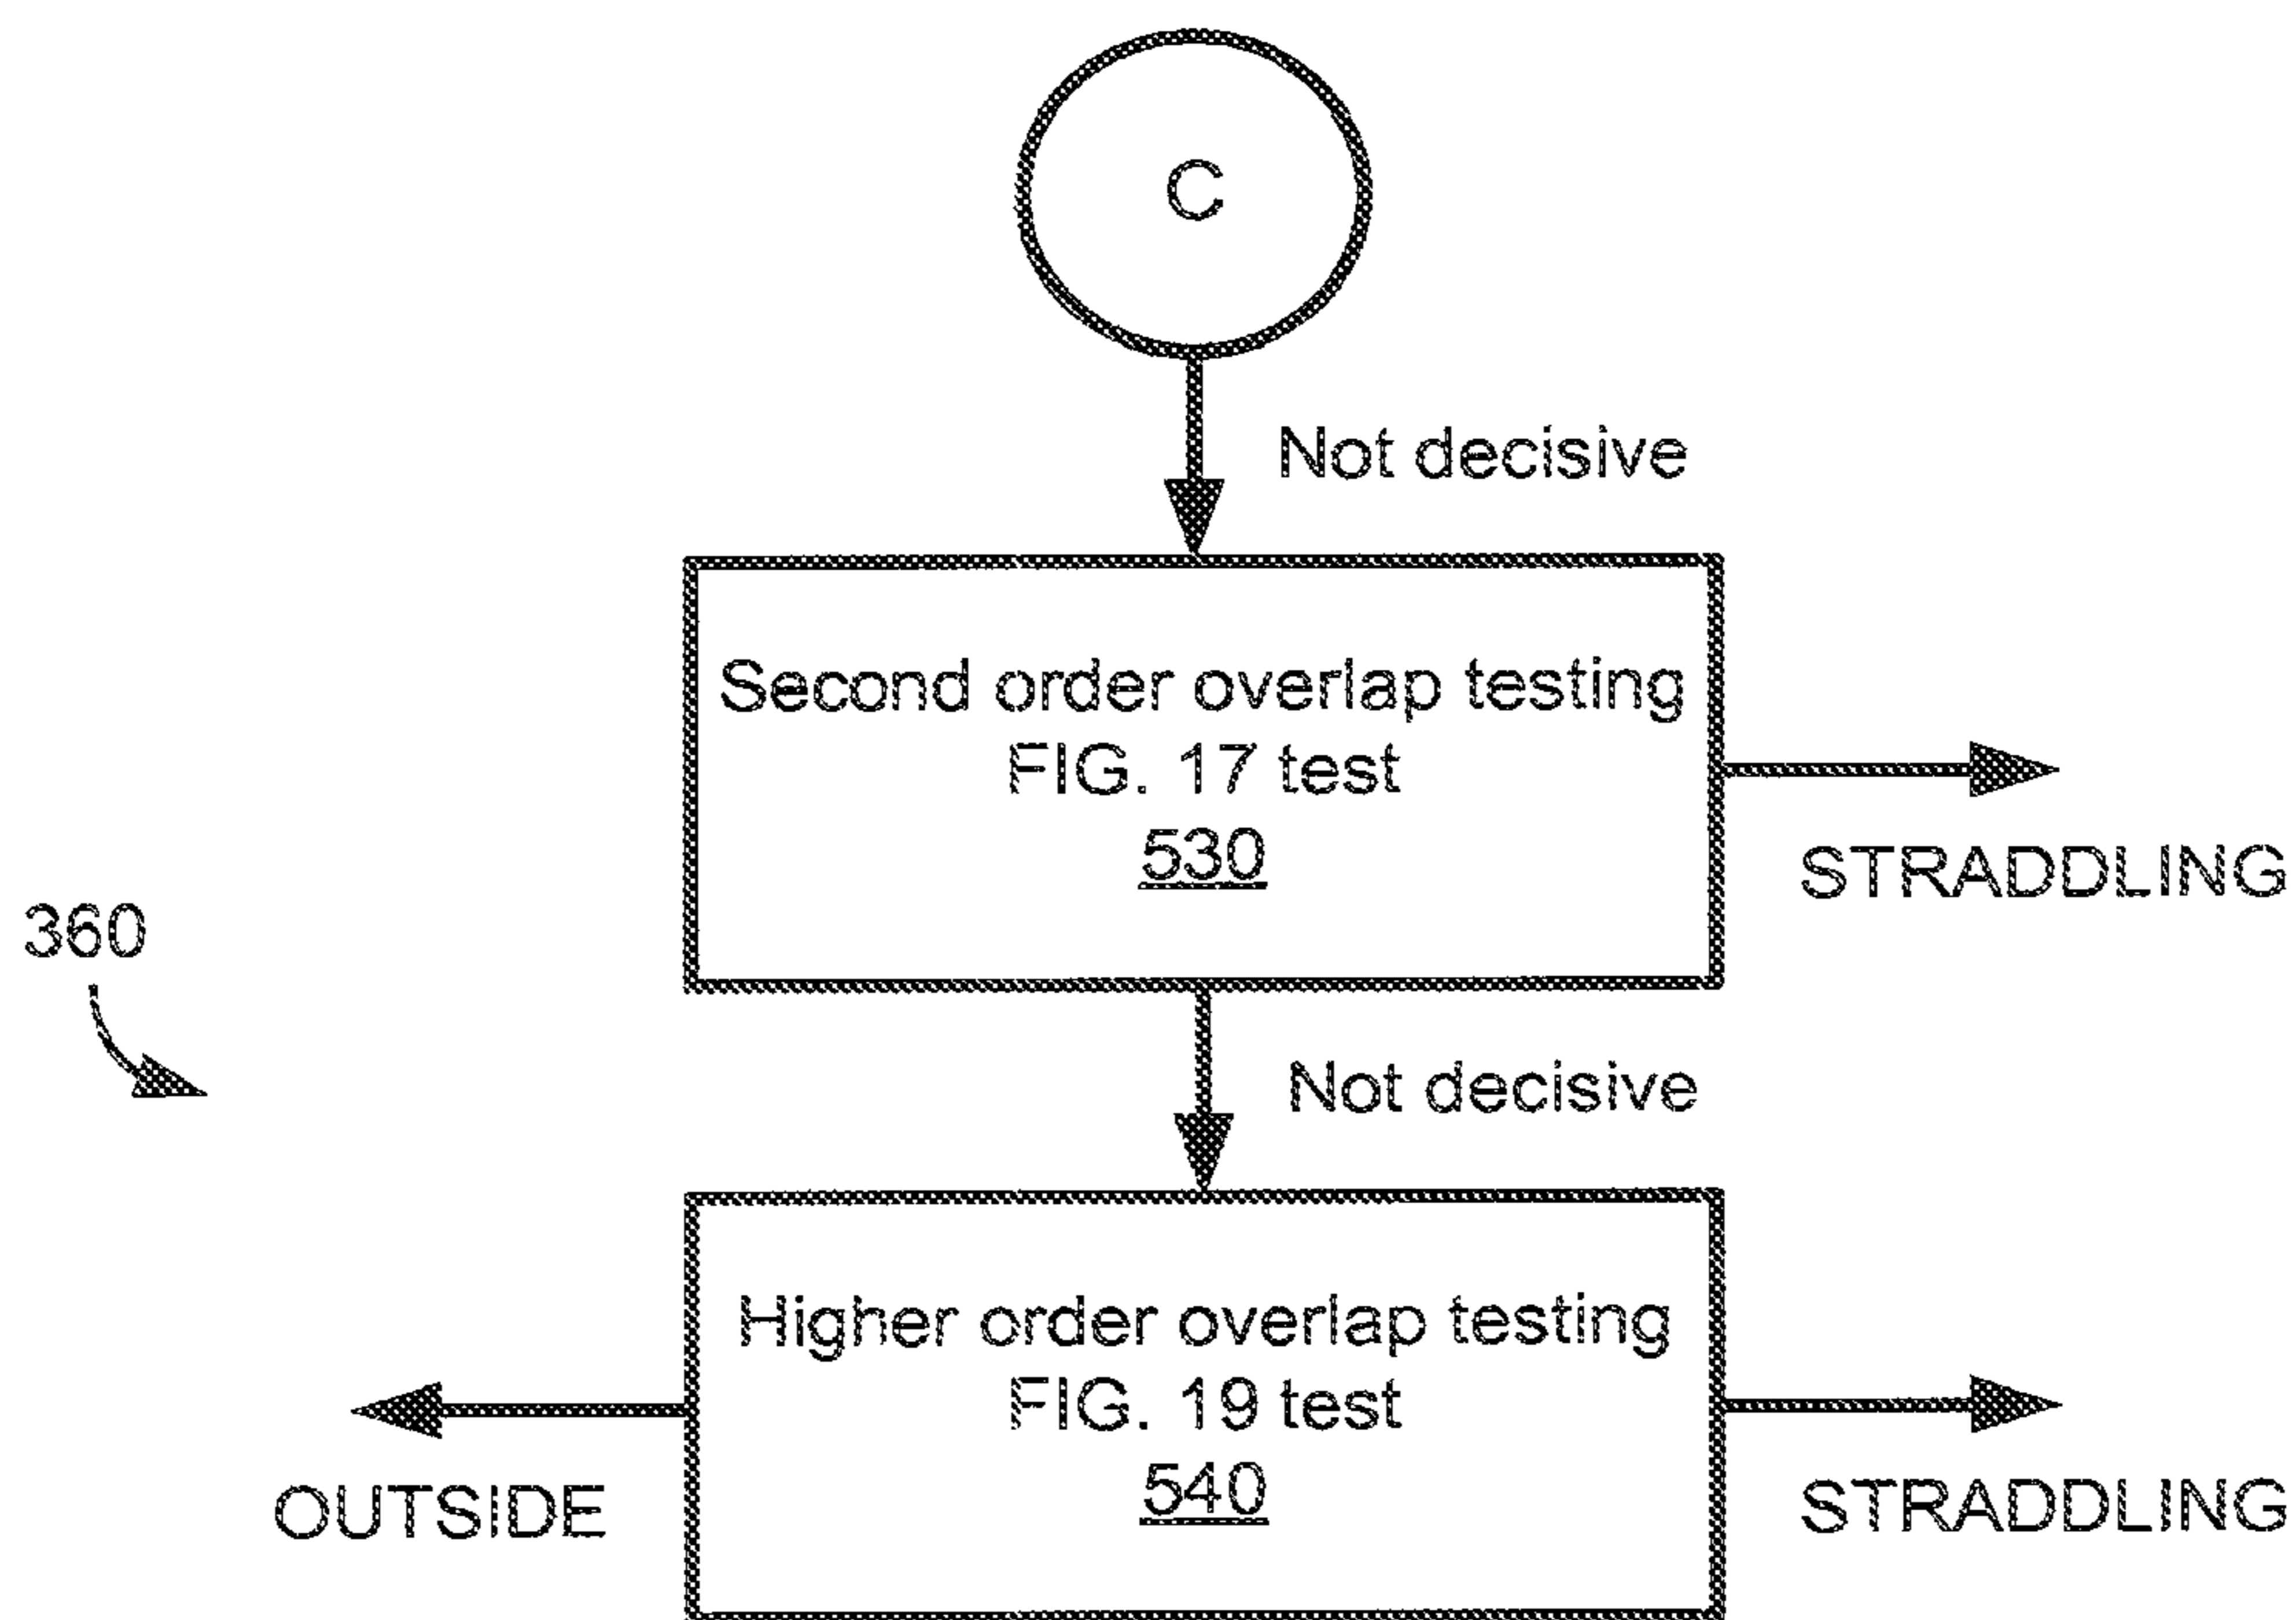 C
Not decisive
Second order overlap testing
FIG. 17 test
530
STRADDLING
360
Not decisive
Higher order overlap testing
FIG. 19 test
540
OUTSIDE
STRADDLING